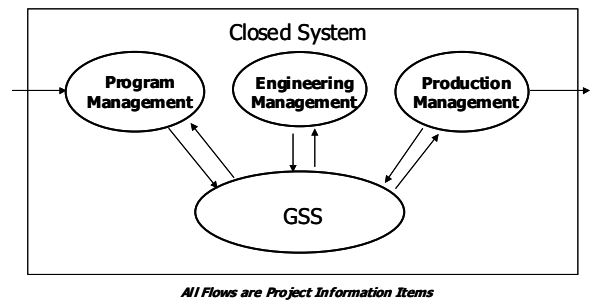 Closed System
Program
Management
Engineering
Management
Production
Management
GSS
All Flows are Project Information Items